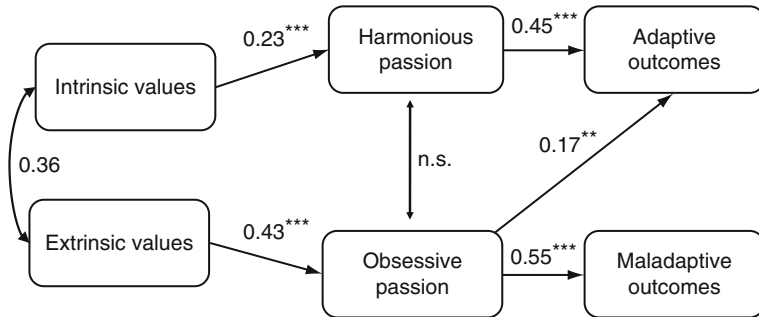 0.23***
Harmonious
passion
0.45***
Adaptive
outcomes
Intrinsic values
0.36
n.s.
0.17**
Extrinsic values
0.43***
Obsessive
passion
0.55***
Maladaptive
outcomes